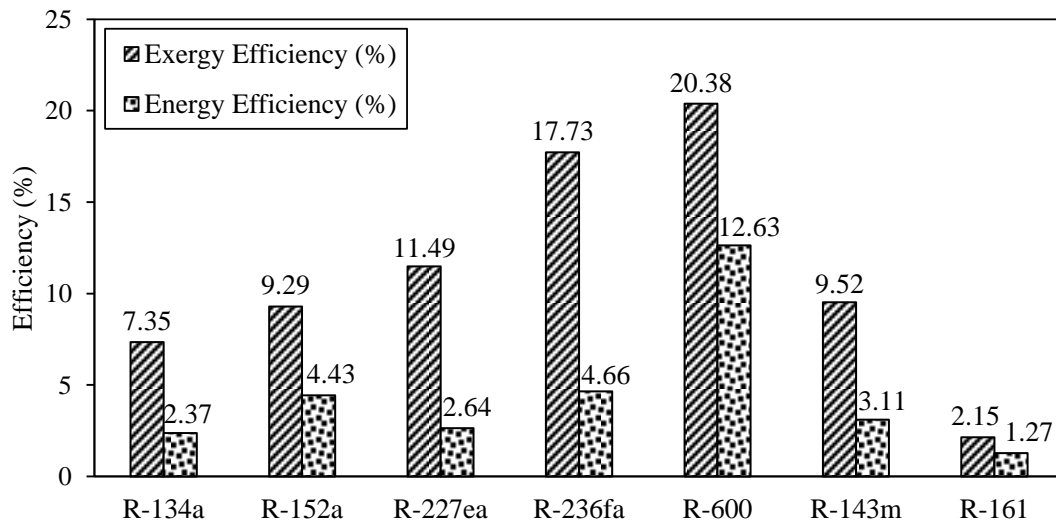 25
20
15
10
5
0
Efficiency (%)
Exergy Efficiency (%)
Energy Efficiency (%)
7.35
2.37
9.29
4.43
11.49
2.64
17.73
4.66
20.38
12.63
9.52
3.11
2.15
1.27
R-134a
R-152a
R-227ea
R-236fa
R-600
R-143m
R-161